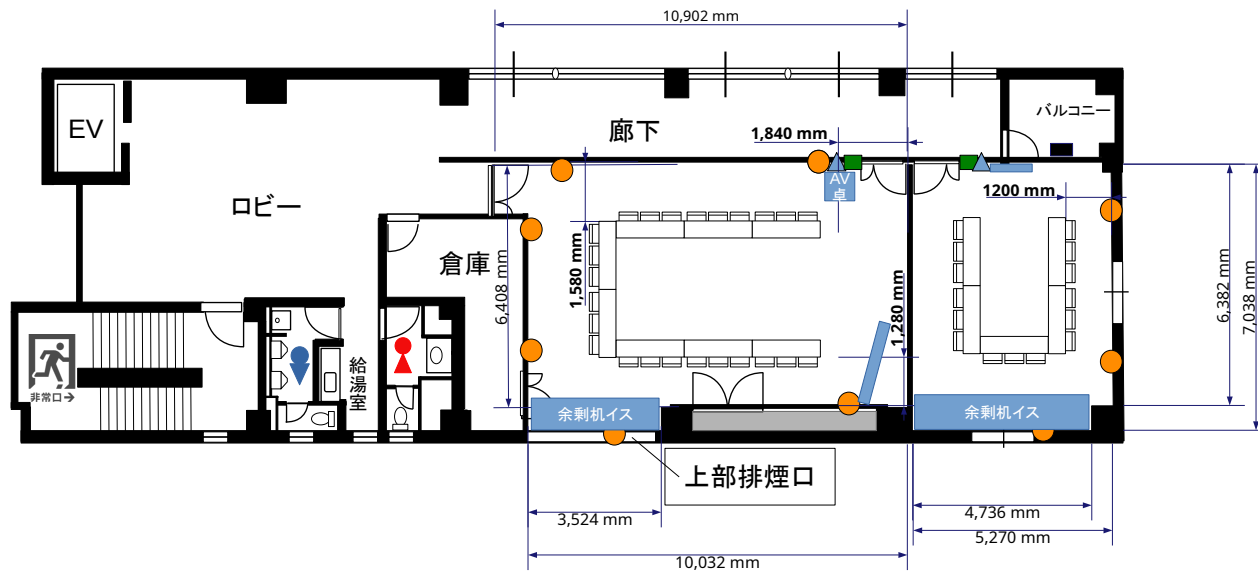 10,902 mm
EV
廊下
バルコニー
1,840 mm
AV
卓
1200 mm
ロビー
倉庫
1,580 mm
6,408 mm
1,280 mm
6,382 mm
7,038 mm
非常口→
給湯室
余剰机イス
余剰机イス
上部排煙口
3,524 mm
4,736 mm
5,270 mm
10,032 mm